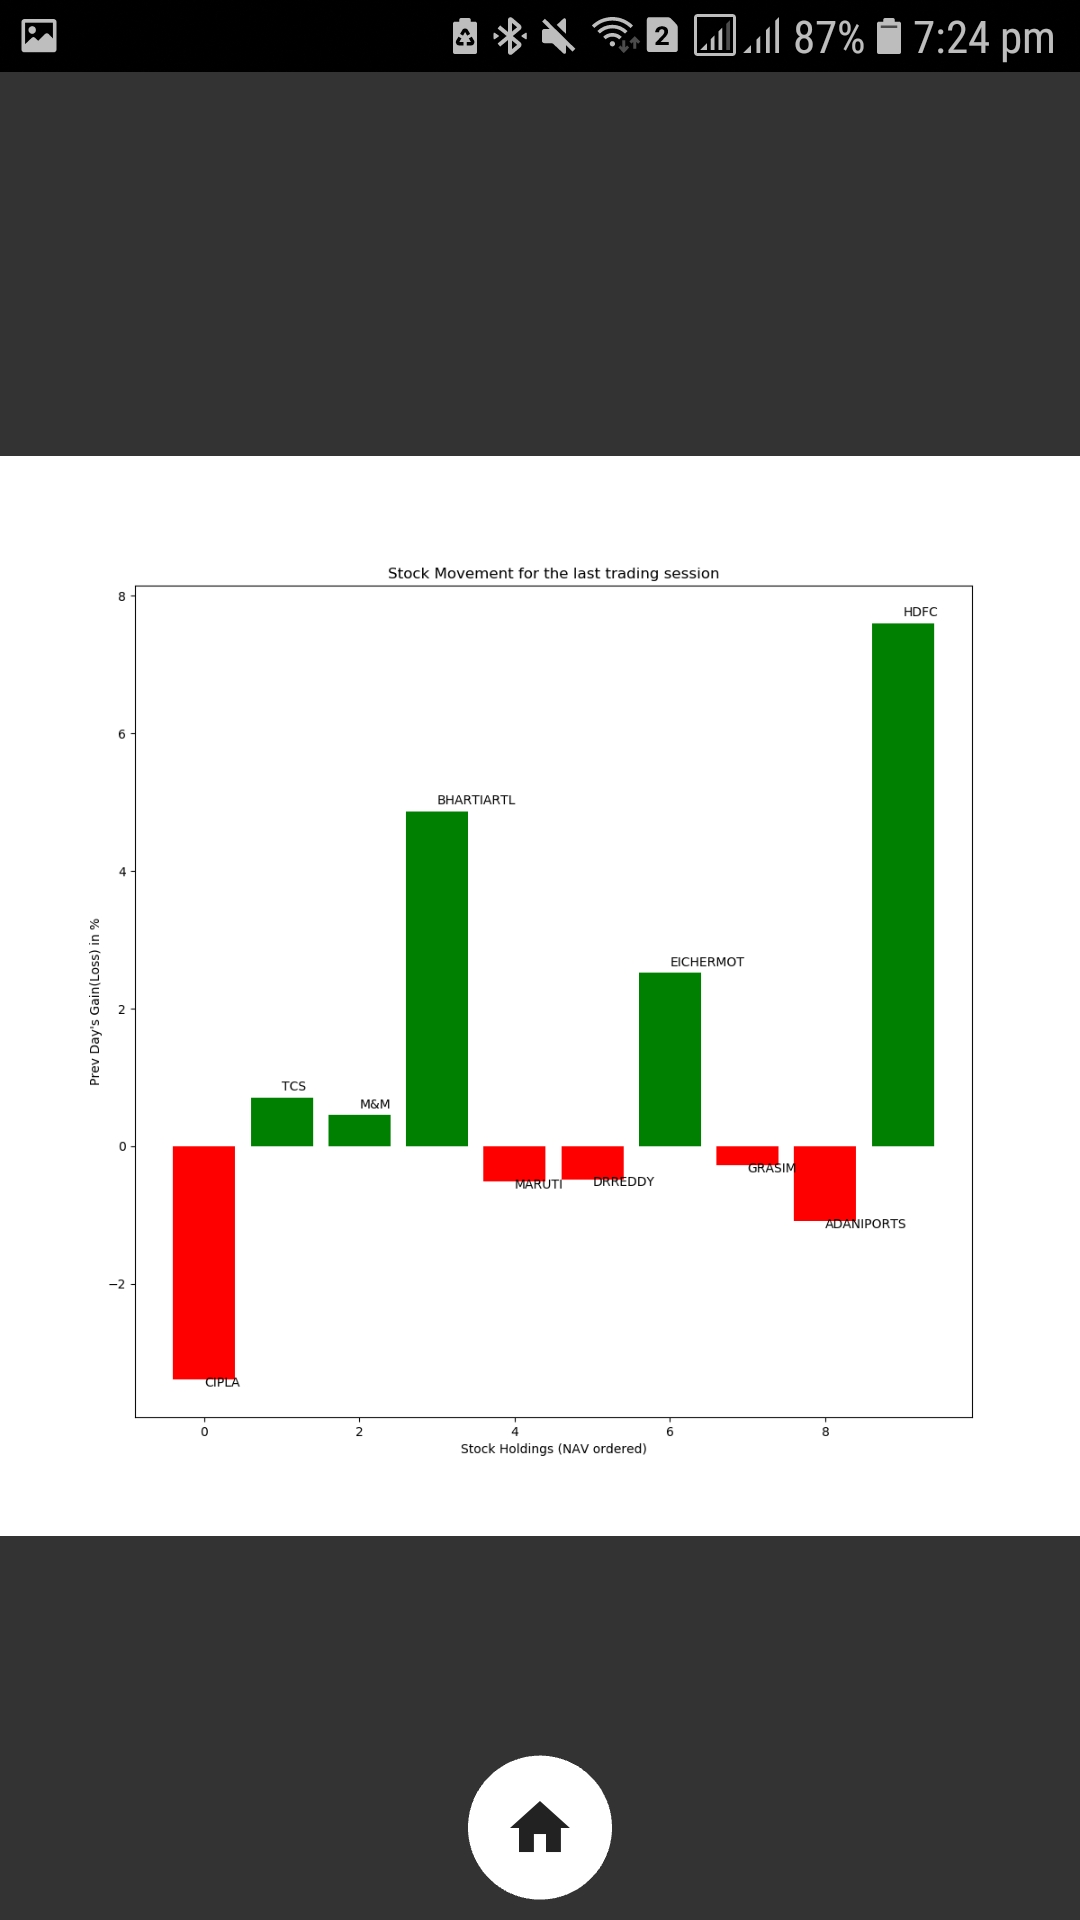 2 87% 7:24 pm
Stock Movement for the last trading session
8
6
4
2
0
−2
Prev Day's Gain(Loss) in %
HDFC
BHARTIARTL
EICHERMOT
TCS
M&M
GRASIM
DRREDDY
MARUTI
ADANIPORTS
CIPLA
0 2 4 6 8
Stock Holdings (NAV ordered)